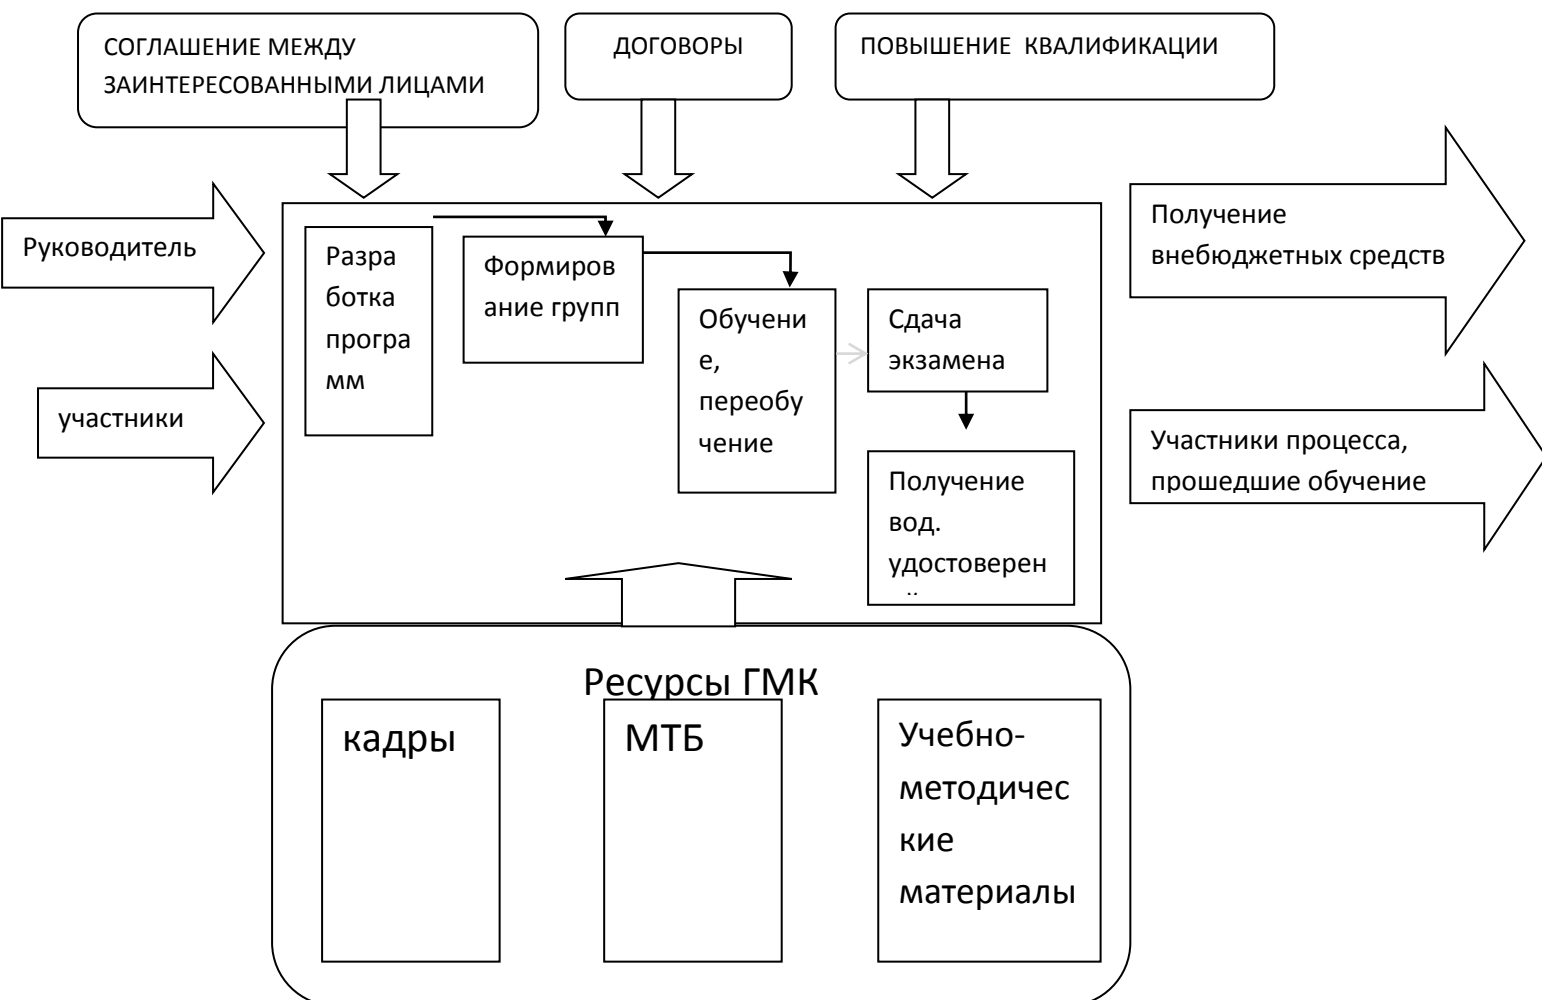 СОГЛАШЕНИЕ МЕЖДУ
ЗАИНТЕРЕСОВАННЫМИ ЛИЦАМИ
ДОГОВОРЫ
ПОВЫШЕНИЕ КВАЛИФИКАЦИИ
Руководитель
участники
Разра
ботка
програ
мм
Формиров
ание групп
Обучени
е,
переобу
чение
Сдача
экзамена
Получение
вод.
удостоверен
Получение
внебюджетных средств
Участники процесса,
прошедшие обучение
Ресурсы ГМК
кадры
МТБ
Учебно-
методичес
кие
материалы